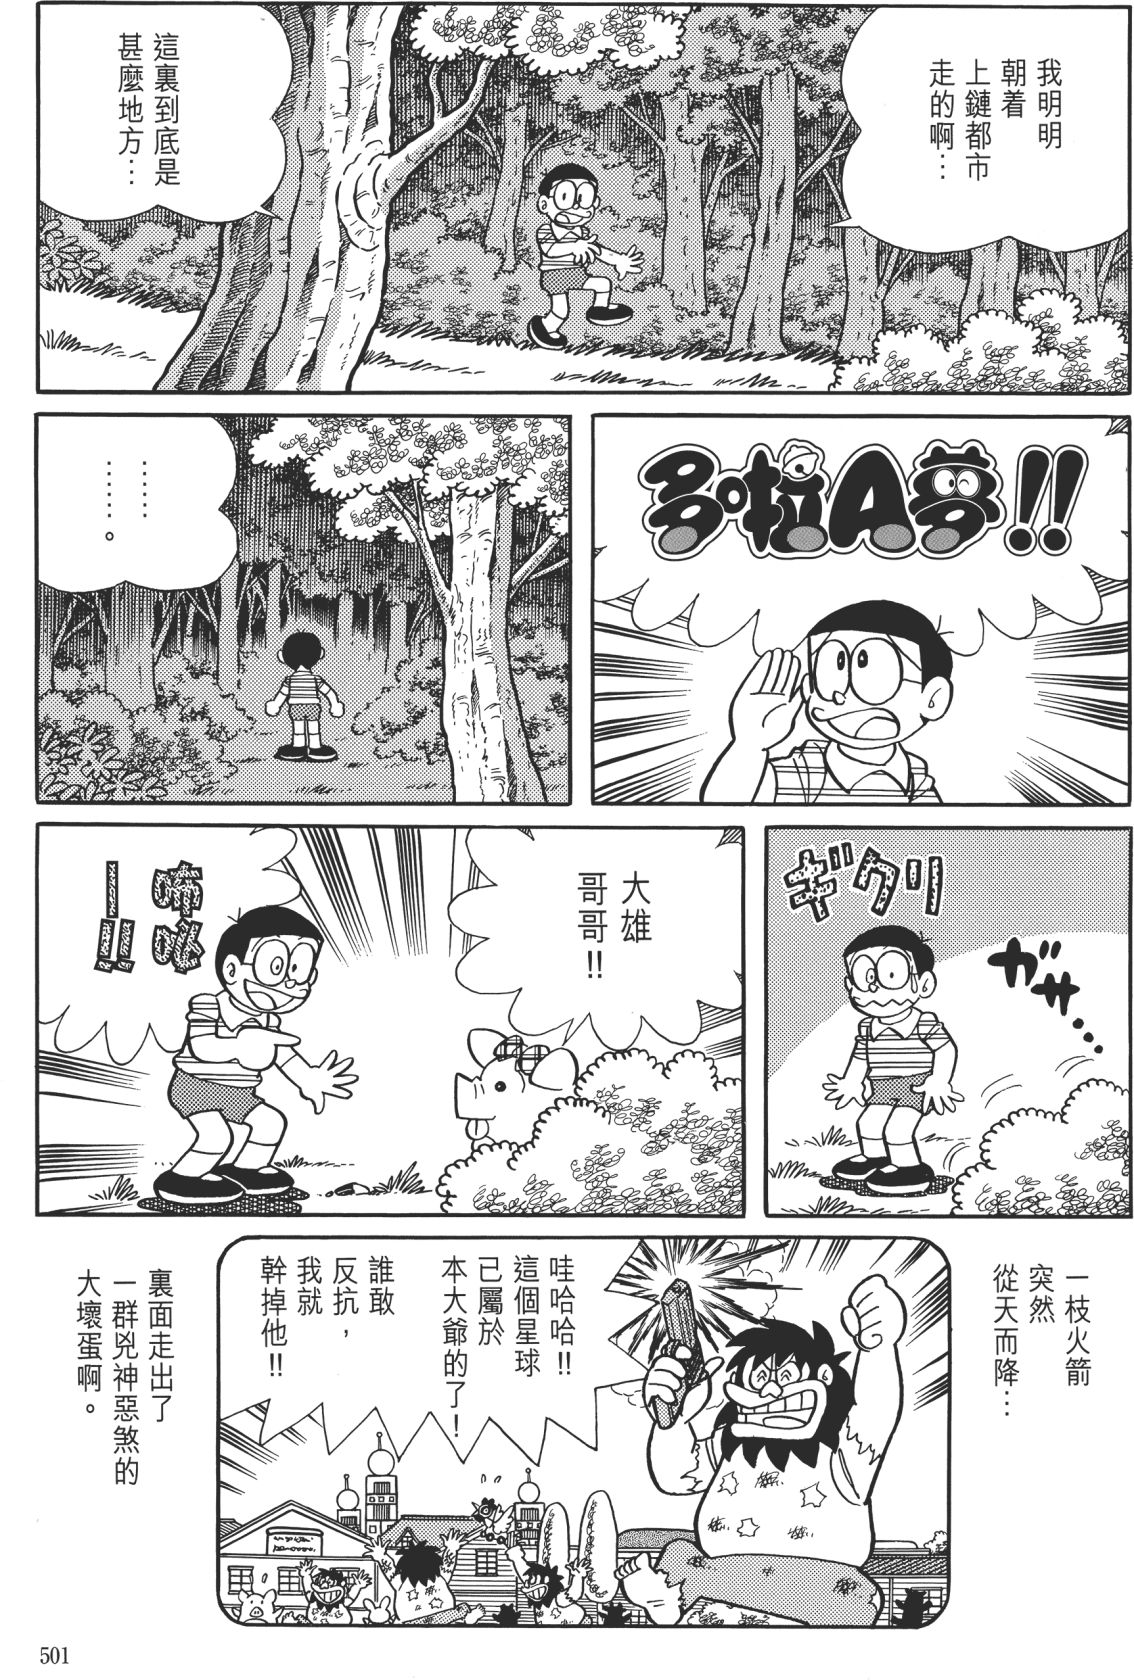 我明明
朝着
上鏈都市
走的啊…
這裏到底是
甚麼地方…
多啦A夢!!
……
……。
ギクリ
ガサ…
大雄
哥哥!!
咘咇
—!!
一枝火箭
突然
從天而降…
哇哈哈!!
這個星球
已屬於
本大爺的了!
誰敢
反抗，
我就
幹掉他!!
裏面走出了
一群兇神惡煞的
大壞蛋啊。
501